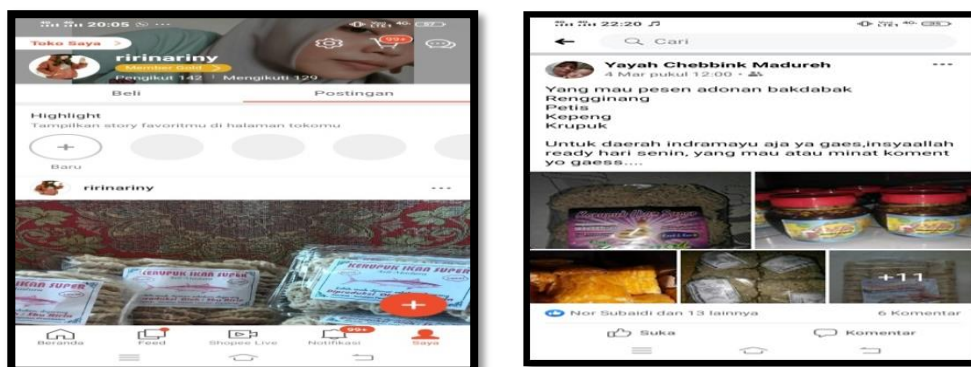 20:05
Toko Saya >
99+
ririnariny
Member Gold >
Pengikut 142 | Mengikuti 129
Beli
Postingan
Highlight
Tampilkan story favoritmu di halaman tokomu
+
Baru
ririnariny
KERUPUK IKAN SUPER
KERUPUK IKAN SUPER
+
Beranda
Feed
Shopee Live
99+
Notifikasi
Saya
22:20
Cari
Yayah Chebbink Madureh
4 Mar pukul 12:00
Yang mau pesen adonan bakdabak
Rengginang
Petis
Kepeng
Krupuk
Untuk daerah indramayu aja ya gaes,insyaallah
ready hari senin, yang mau atau minat koment
yo gaess....
+11
Nor Subaidi dan 13 lainnya
6 Komentar
Suka
Komentar